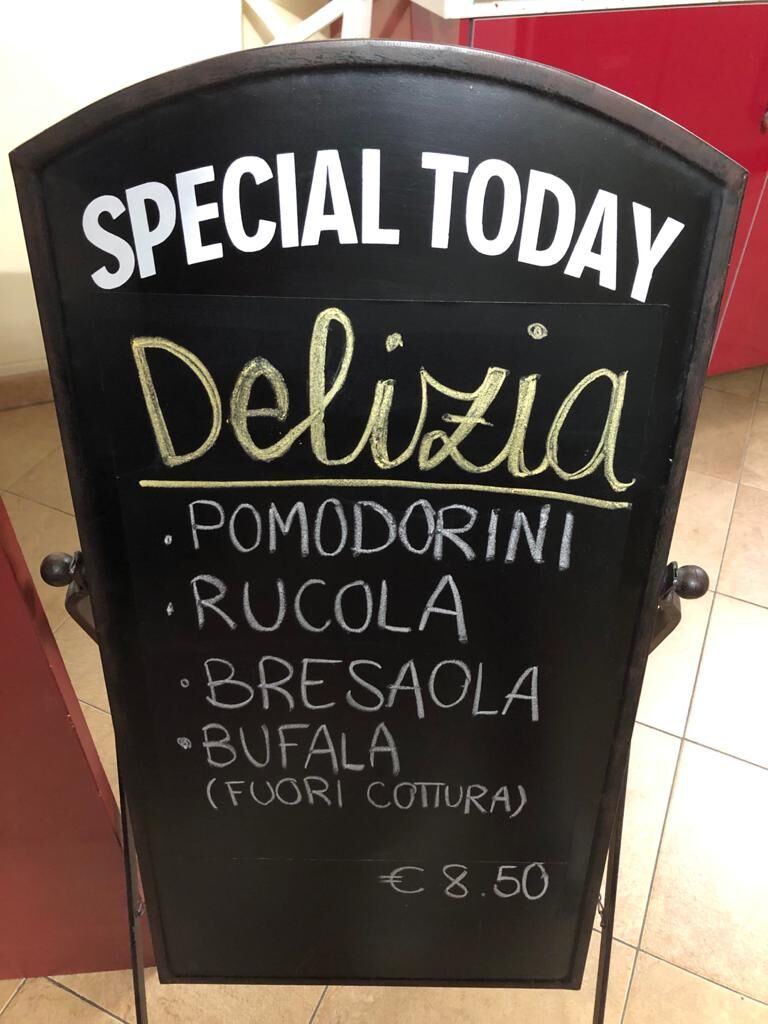 SPECIAL TODAY
Delizia
• POMODORINI
• RUCOLA
• BRESAOLA
• BUFALA
(FUORI COTTURA)
€ 8.50